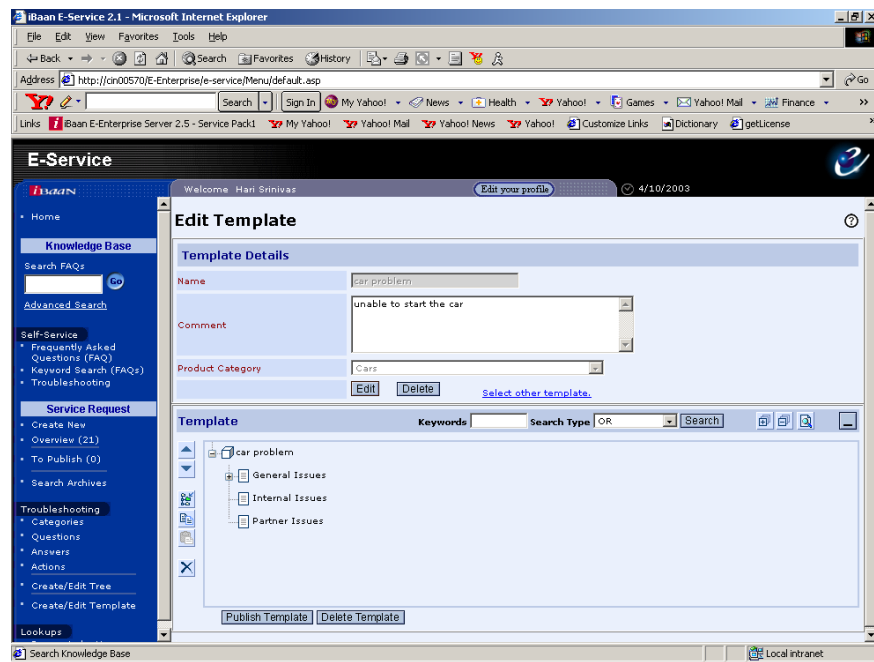 iBaan E-Service 2.1 - Microsoft Internet Explorer
File Edit View Favorites Tools Help
Back Search Favorites History
Address http://cin00570/E-Enterprise/e-service/Menu/default.asp Go
Y! Search Sign In My Yahoo! News Health Yahoo! Games Yahoo! Mail Finance »
Links iBaan E-Enterprise Server 2.5 - Service Pack1 My Yahoo! Yahoo! Mail Yahoo! News Yahoo! Customize Links Dictionary getLicense »
E-Service
iBaan Welcome Hari Srinivas Edit your profile 4/10/2003
Home
Knowledge Base
Search FAQs
Go
Advanced Search
Self-Service
Frequently Asked
Questions (FAQ)
Keyword Search (FAQs)
Troubleshooting
Service Request
Create New
Overview (21)
To Publish (0)
Search Archives
Troubleshooting
Categories
Questions
Answers
Actions
Create/Edit Tree
Create/Edit Template
Lookups
Edit Template ?
Template Details
Name car problem
Comment unable to start the car
Product Category Cars
Edit Delete Select other template.
Template Keywords Search Type OR Search
car problem
General Issues
Internal Issues
Partner Issues
Publish Template Delete Template
Search Knowledge Base Local intranet